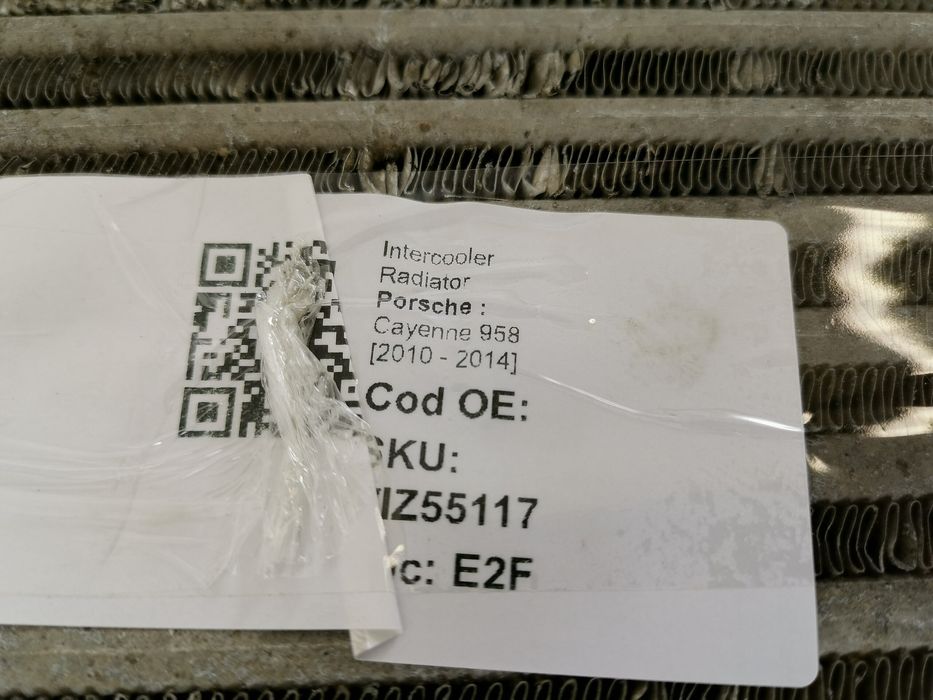 Intercooler
Radiator
Porsche :
Cayenne 958
[2010 - 2014]
Cod OE:
SKU:
IZ55117
c: E2F